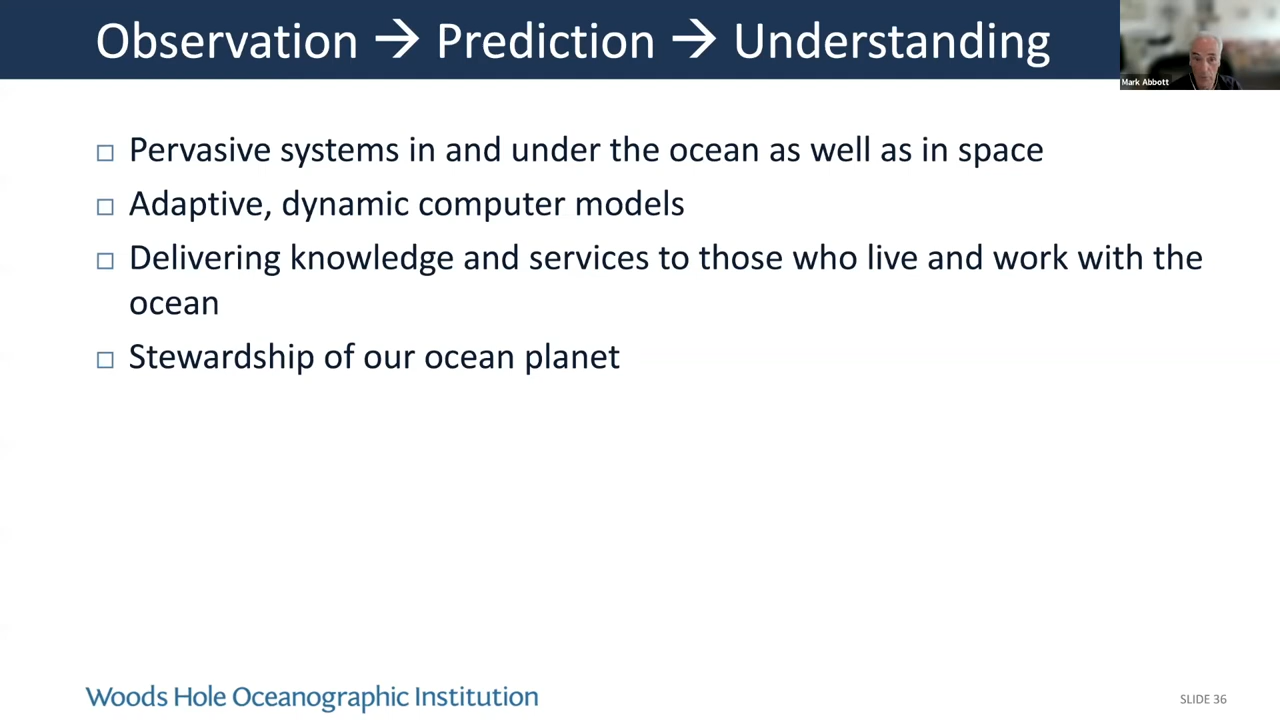 Observation → Prediction → Understanding
Mark Abbott
Pervasive systems in and under the ocean as well as in space
Adaptive, dynamic computer models
Delivering knowledge and services to those who live and work with the
ocean
Stewardship of our ocean planet
Woods Hole Oceanographic Institution
SLIDE 36